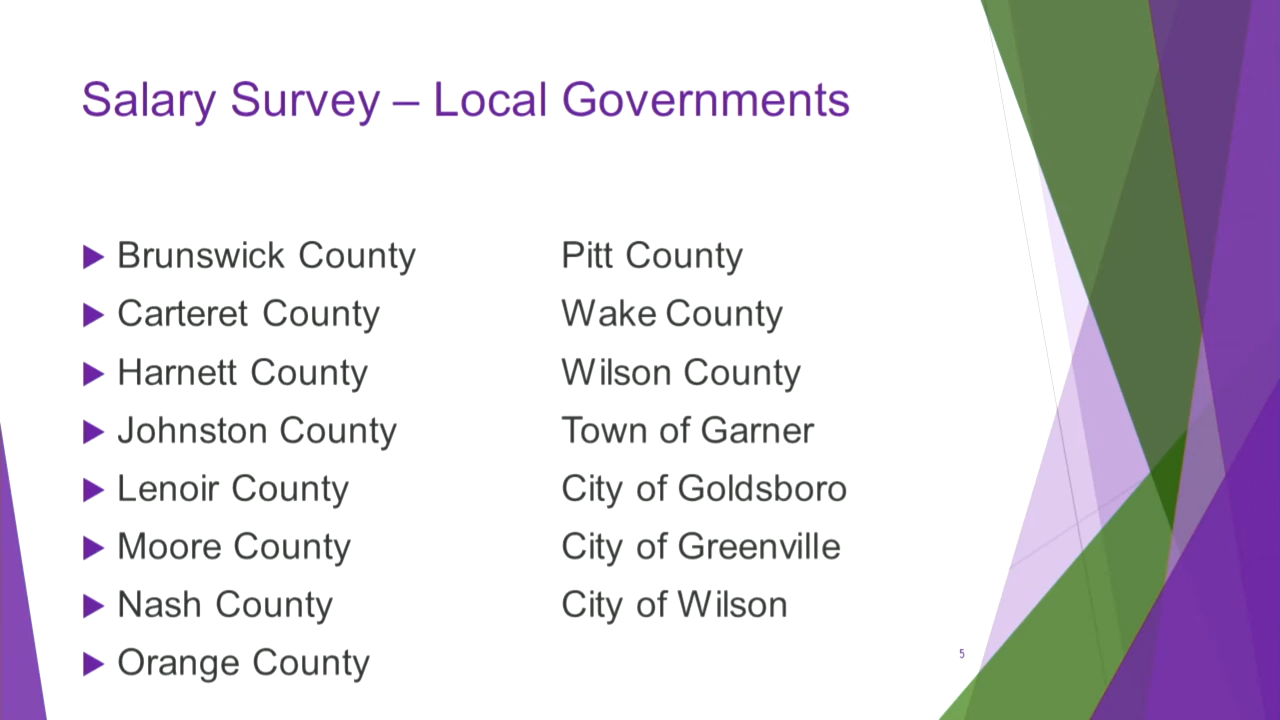 Salary Survey – Local Governments
Brunswick County
Carteret County
Harnett County
Johnston County
Lenoir County
Moore County
Nash County
Orange County
Pitt County
Wake County
Wilson County
Town of Garner
City of Goldsboro
City of Greenville
City of Wilson
5